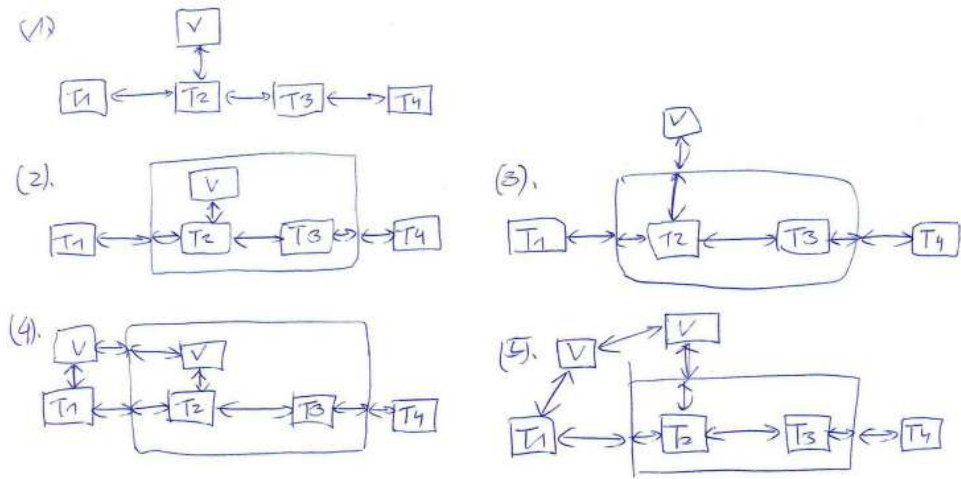 (1)
V
T1 T2 T3 T4
(2).
V
T1 T2 T3 T4
(3).
V
T1 T2 T3 T4
(4).
V V
T1 T2 T3 T4
(5).
V V
T1 T2 T3 T4